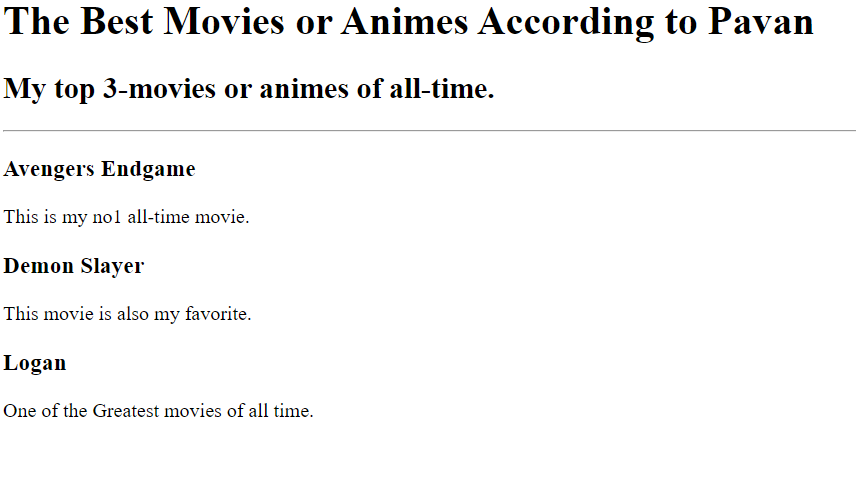 The Best Movies or Animes According to Pavan
My top 3-movies or animes of all-time.
Avengers Endgame
This is my no1 all-time movie.
Demon Slayer
This movie is also my favorite.
Logan
One of the Greatest movies of all time.